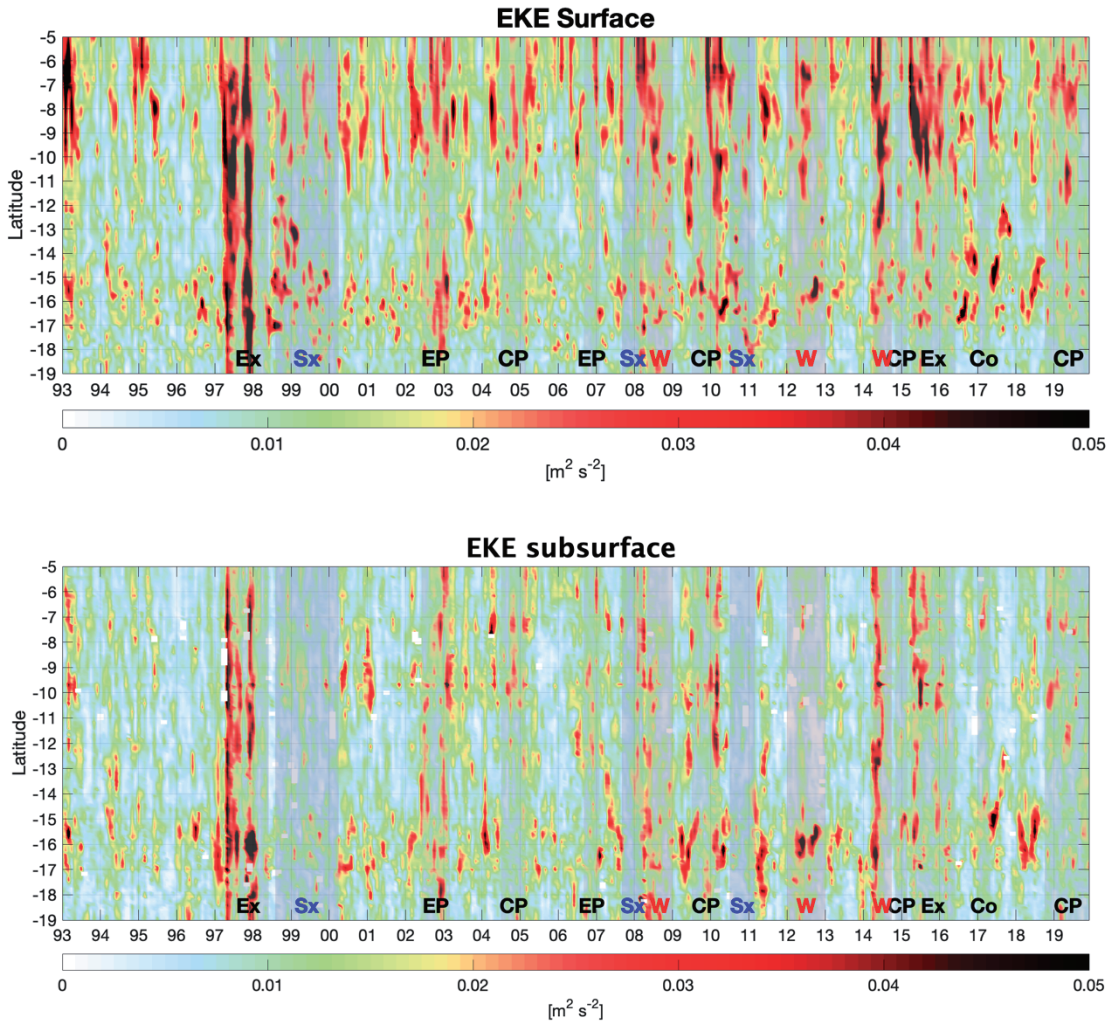 EKE Surface
Latitude
-5
-6
-7
-8
-9
-10
-11
-12
-13
-14
-15
-16
-17
-18
-19
Ex Sx EP CP EP Sx W CP Sx W W CP Ex Co CP
93 94 95 96 97 98 99 00 01 02 03 04 05 06 07 08 09 10 11 12 13 14 15 16 17 18 19
0 0.01 0.02 0.03 0.04 0.05
[m² s⁻²]
EKE subsurface
Latitude
-5
-6
-7
-8
-9
-10
-11
-12
-13
-14
-15
-16
-17
-18
-19
Ex Sx EP CP EP Sx W CP Sx W W CP Ex Co CP
93 94 95 96 97 98 99 00 01 02 03 04 05 06 07 08 09 10 11 12 13 14 15 16 17 18 19
0 0.01 0.02 0.03 0.04 0.05
[m² s⁻²]